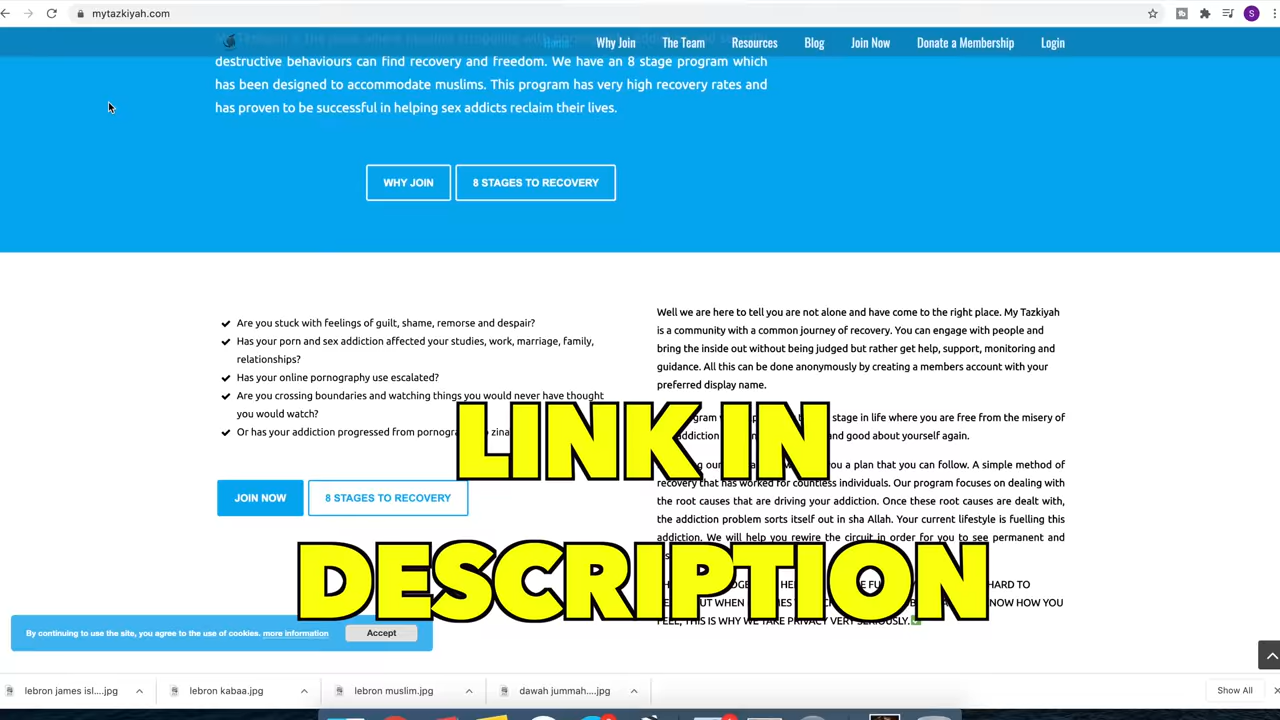 mytazkiyah.com
S
Home Why Join The Team Resources Blog Join Now Donate a Membership Login
destructive behaviours can find recovery and freedom. We have an 8 stage program which
has been designed to accommodate muslims. This program has very high recovery rates and
has proven to be successful in helping sex addicts reclaim their lives.
WHY JOIN
8 STAGES TO RECOVERY
Are you stuck with feelings of guilt, shame, remorse and despair?
Has your porn and sex addiction affected your studies, work, marriage, family,
relationships?
Has your online pornography use escalated?
Are you crossing boundaries and watching things you would never have thought
you would watch?
Or has your addiction progressed from pornogra
JOIN NOW
8 STAGES TO RECOVERY
Well we are here to tell you are not alone and have come to the right place. My Tazkiyah
is a community with a common journey of recovery. You can engage with people and
bring the inside out without being judged but rather get help, support, monitoring and
guidance. All this can be done anonymously by creating a members account with your
preferred display name.
stage in life where you are free from the misery of
and good about yourself again.
you a plan that you can follow. A simple method of
recovery that has worked for countless individuals. Our program focuses on dealing with
the root causes that are driving your addiction. Once these root causes are dealt with,
the addiction problem sorts itself out in sha Allah. Your current lifestyle is fuelling this
addiction. We will help you rewire the circuit in order for you to see permanent and
HARD TO
NOW HOW YOU
FEEL, THIS IS WHY WE TAKE PRIVACY VERY SERIOUSLY.
LINK IN
DESCRIPTION
By continuing to use the site, you agree to the use of cookies. more information
Accept
lebron james isl....jpg
lebron kabaa.jpg
lebron muslim.jpg
dawah jummah....jpg
Show All